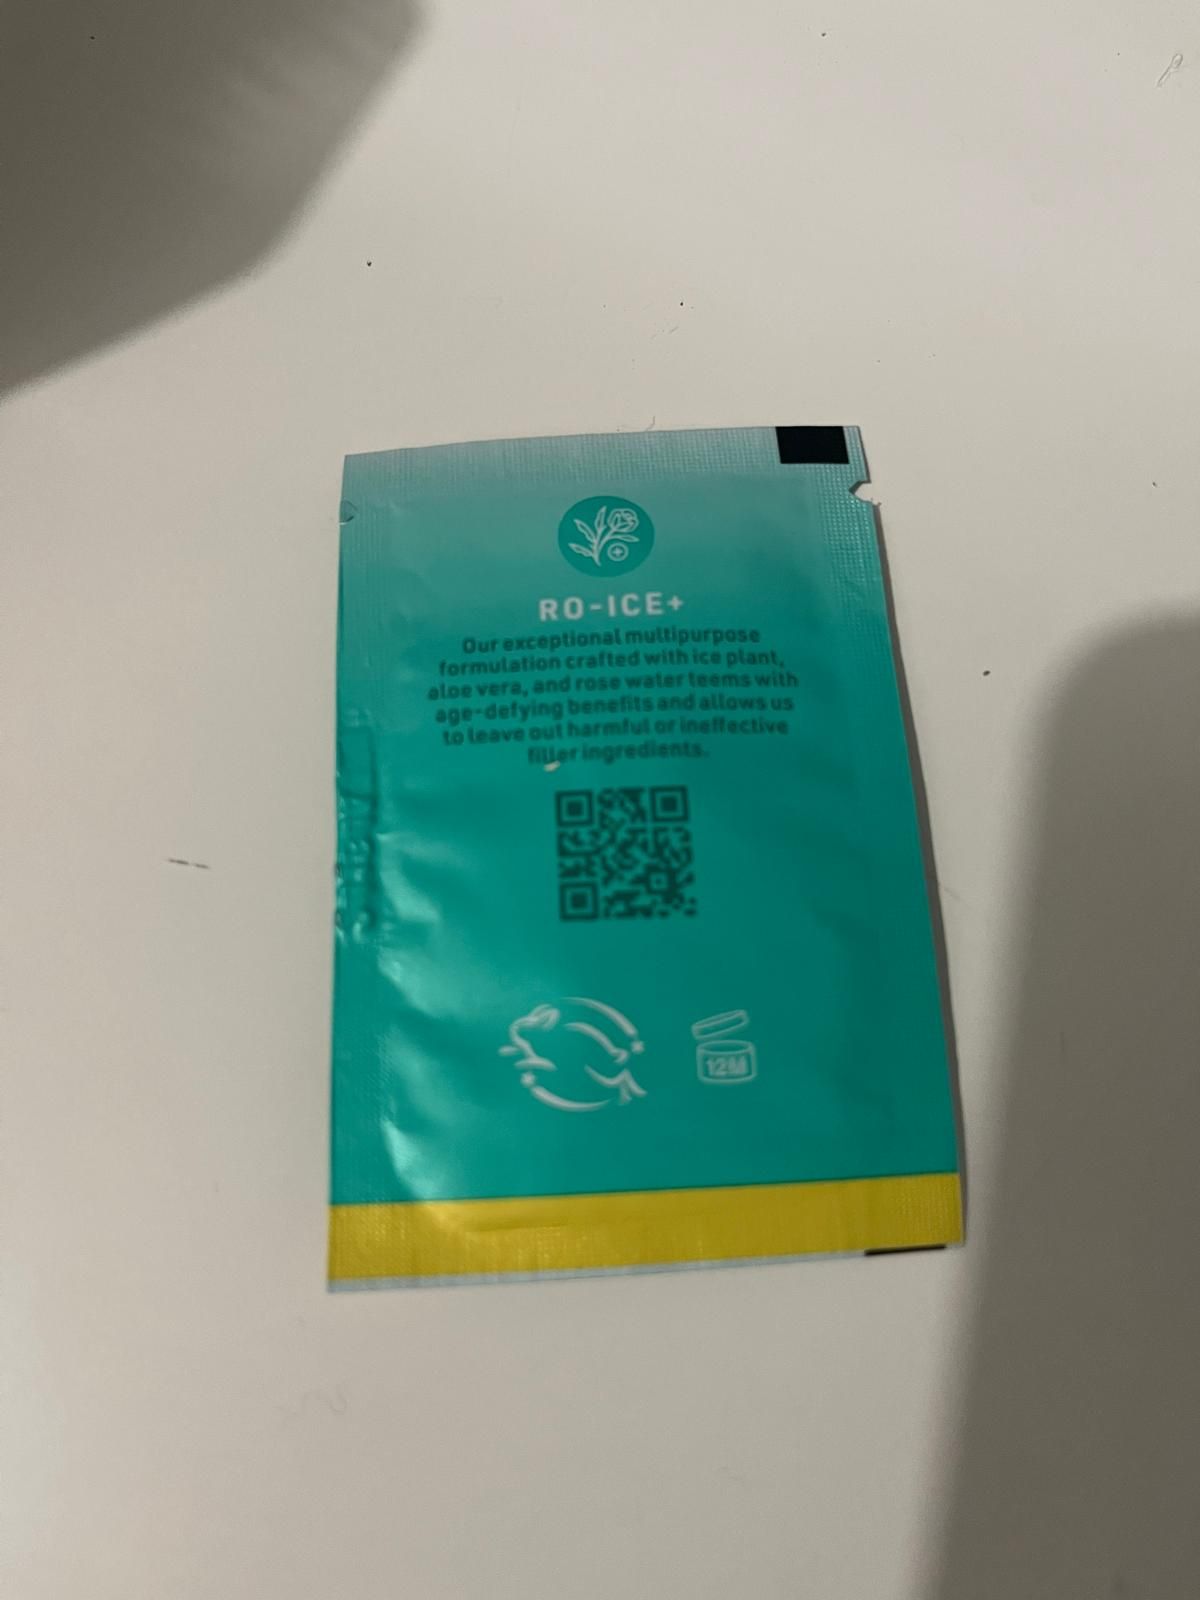 RO-ICE+
Our exceptional multipurpose
formulation crafted with ice plant,
aloe vera, and rose water teems with
age-defying benefits and allows us
to leave out harmful or ineffective
filler ingredients.
12M